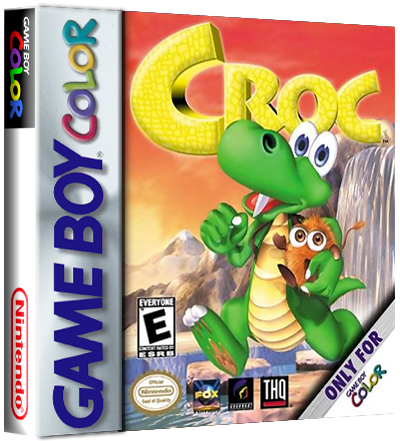 GAME BOY
COLOR
Nintendo
GAME BOY COLOR
CROC
TM
EVERYONE
E
CONTENT RATED BY
ESRB
Official
Nintendo
Seal of Quality
FOX
THQ
ONLY FOR
GAME BOY
COLOR